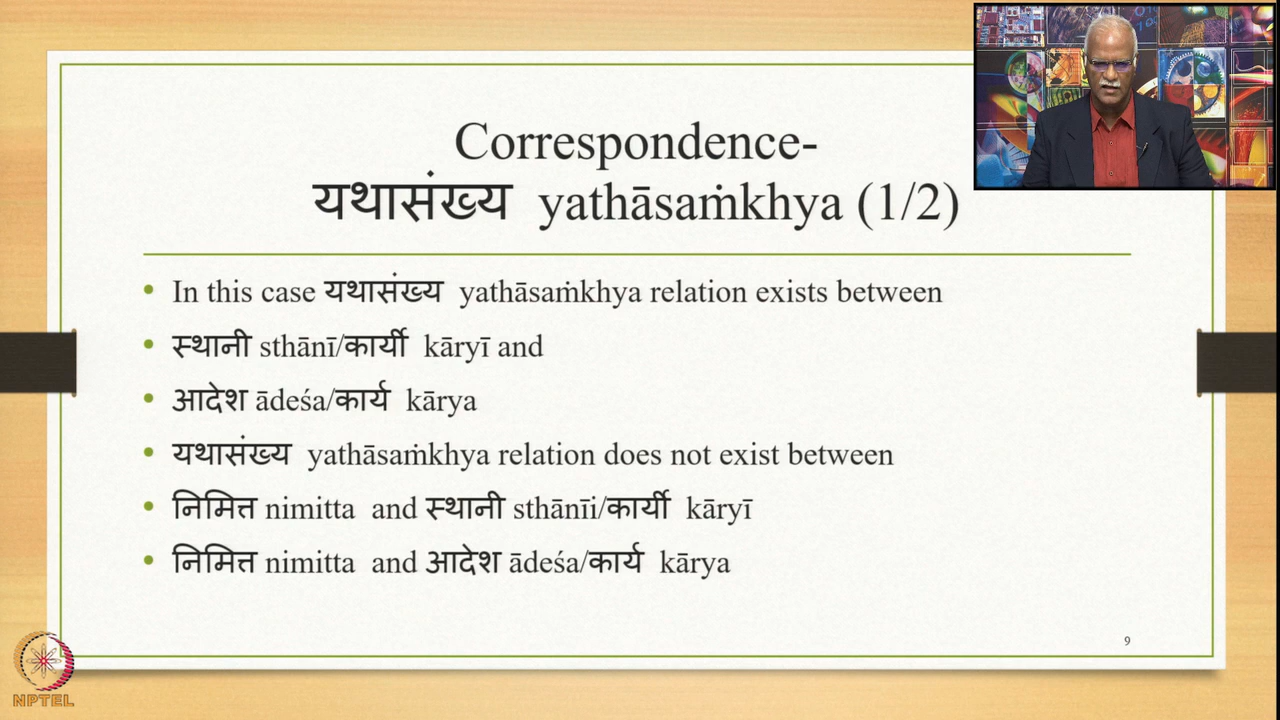 Correspondence-
यथासंख्य yathāsaṁkhya (1/2)
• In this case यथासंख्य yathāsaṁkhya relation exists between
• स्थानी sthānī/कार्यी kāryī and
• आदेश ādeśa/कार्य kārya
• यथासंख्य yathāsaṁkhya relation does not exist between
• निमित्त nimitta and स्थानी sthānīi/कार्यी kāryī
• निमित्त nimitta and आदेश ādeśa/कार्य kārya
9
NPTEL